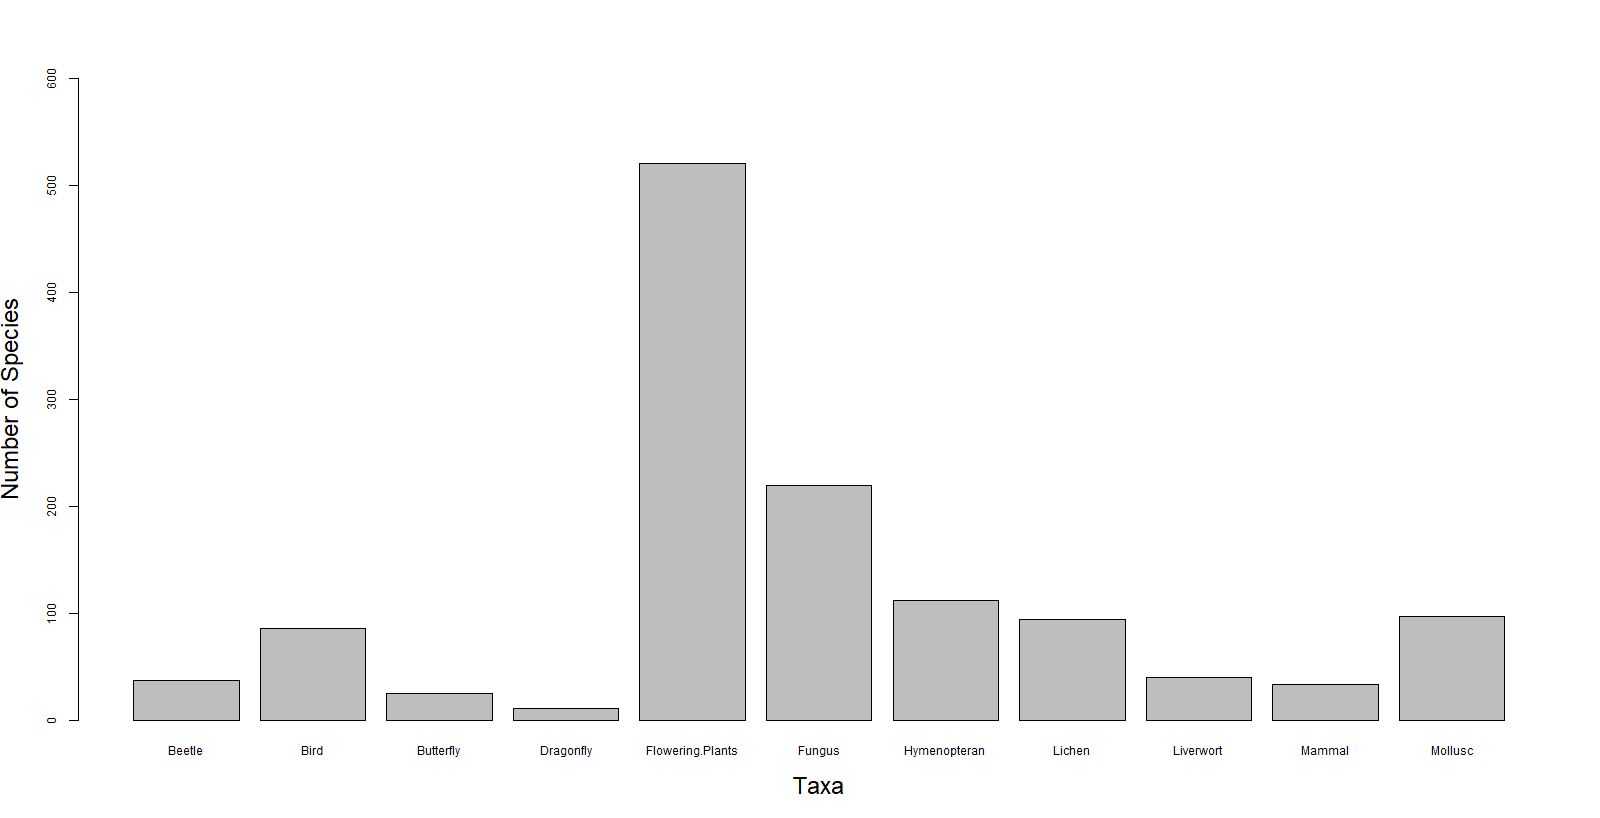 Number of Species
600
500
400
300
200
100
0
Beetle Bird Butterfly Dragonfly Flowering.Plants Fungus Hymenopteran Lichen Liverwort Mammal Mollusc
Taxa